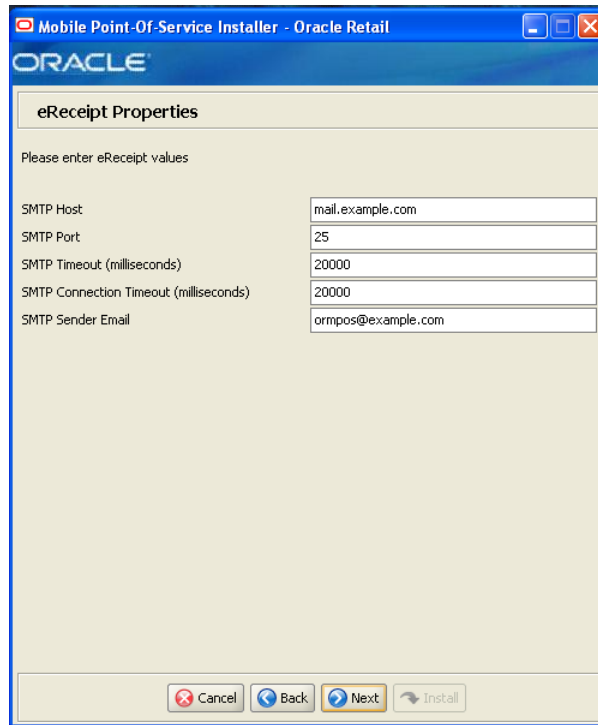 Mobile Point-Of-Service Installer - Oracle Retail
ORACLE
eReceipt Properties
Please enter eReceipt values
SMTP Host mail.example.com
SMTP Port 25
SMTP Timeout (milliseconds) 20000
SMTP Connection Timeout (milliseconds) 20000
SMTP Sender Email ormpos@example.com
Cancel Back Next Install